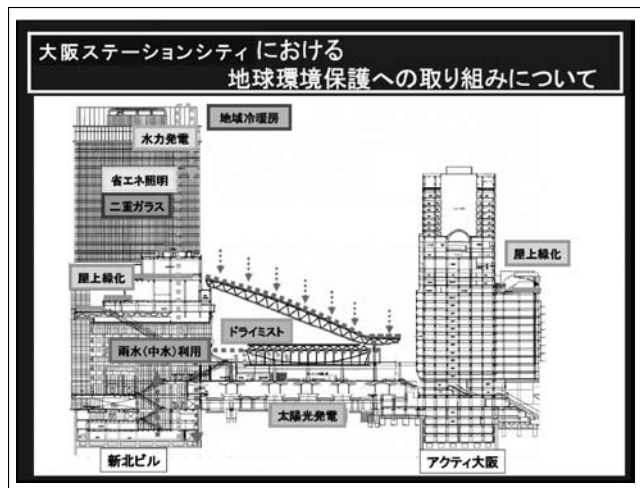 大阪ステーションシティにおける
地球環境保護への取り組みについて
地域冷暖房
水力発電
省エネ照明
二重ガラス
屋上緑化
屋上緑化
ドライミスト
雨水(中水)利用
太陽光発電
新北ビル
アクティ大阪